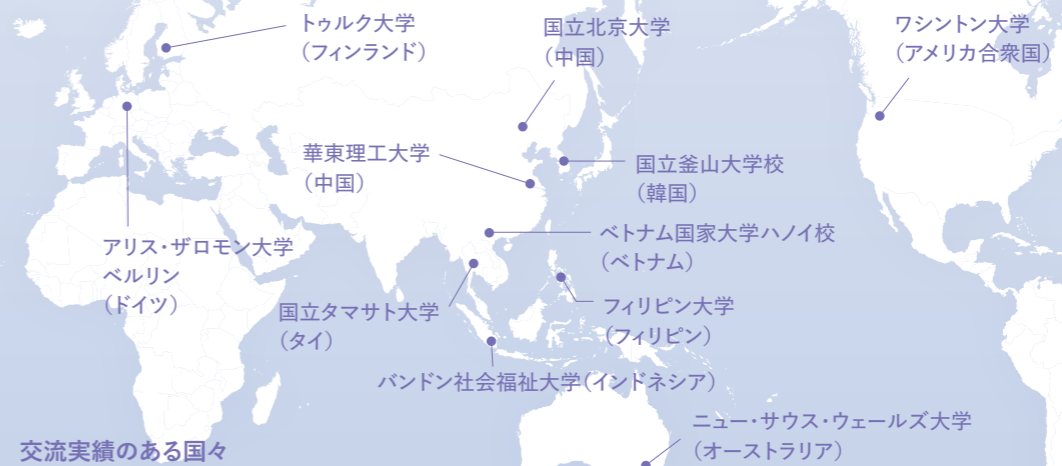 トゥルク大学
(フィンランド)
国立北京大学
(中国)
ワシントン大学
(アメリカ合衆国)
華東理工大学
(中国)
国立釜山大学校
(韓国)
アリス・ザロモン大学
ベルリン
(ドイツ)
ベトナム国家大学ハノイ校
(ベトナム)
国立タマサト大学
(タイ)
フィリピン大学
(フィリピン)
バンドン社会福祉大学(インドネシア)
ニュー・サウス・ウェールズ大学
(オーストラリア)
交流実績のある国々